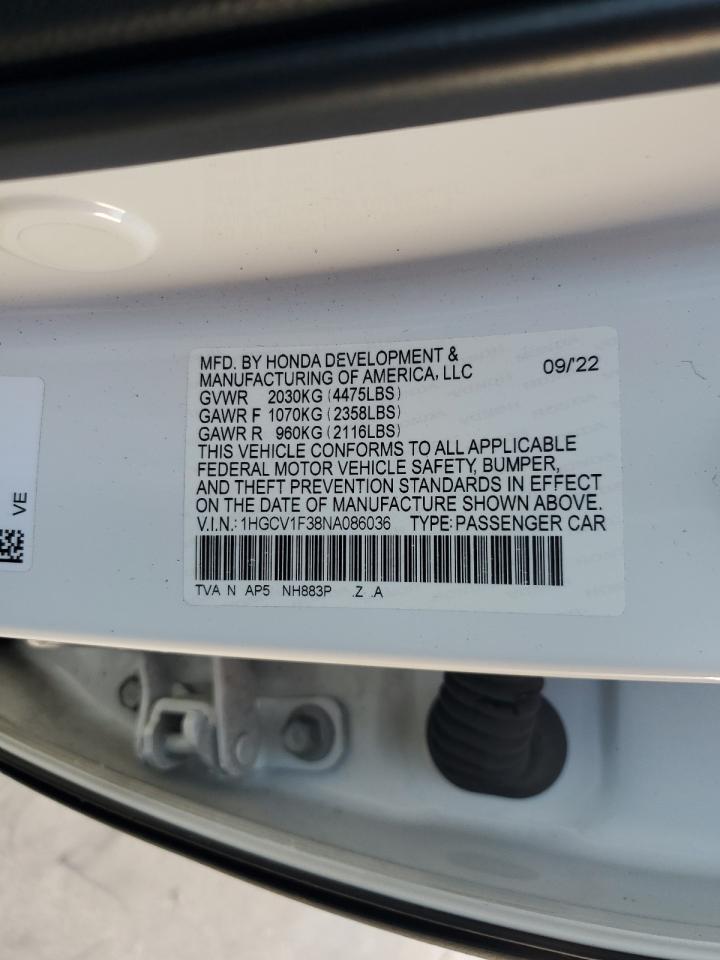 MFD. BY HONDA DEVELOPMENT &
MANUFACTURING OF AMERICA, LLC 09/'22
GVWR 2030KG (4475LBS)
GAWR F 1070KG (2358LBS)
GAWR R 960KG (2116LBS)
THIS VEHICLE CONFORMS TO ALL APPLICABLE
FEDERAL MOTOR VEHICLE SAFETY, BUMPER,
AND THEFT PREVENTION STANDARDS IN EFFECT
ON THE DATE OF MANUFACTURE SHOWN ABOVE.
V.I.N.: 1HGCV1F38NA086036 TYPE: PASSENGER CAR
TVA N AP5 NH883P .Z .A
VE